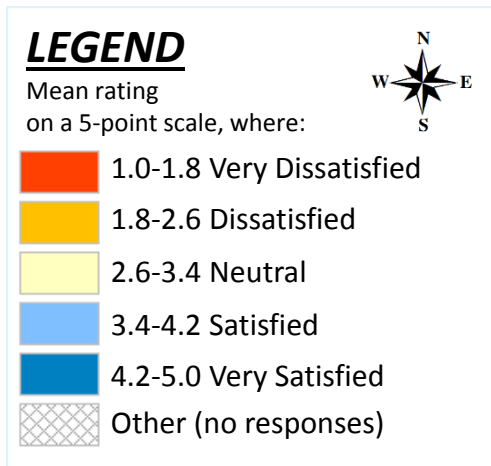 LEGEND
Mean rating
on a 5-point scale, where:
N
W E
S
1.0-1.8 Very Dissatisfied
1.8-2.6 Dissatisfied
2.6-3.4 Neutral
3.4-4.2 Satisfied
4.2-5.0 Very Satisfied
Other (no responses)